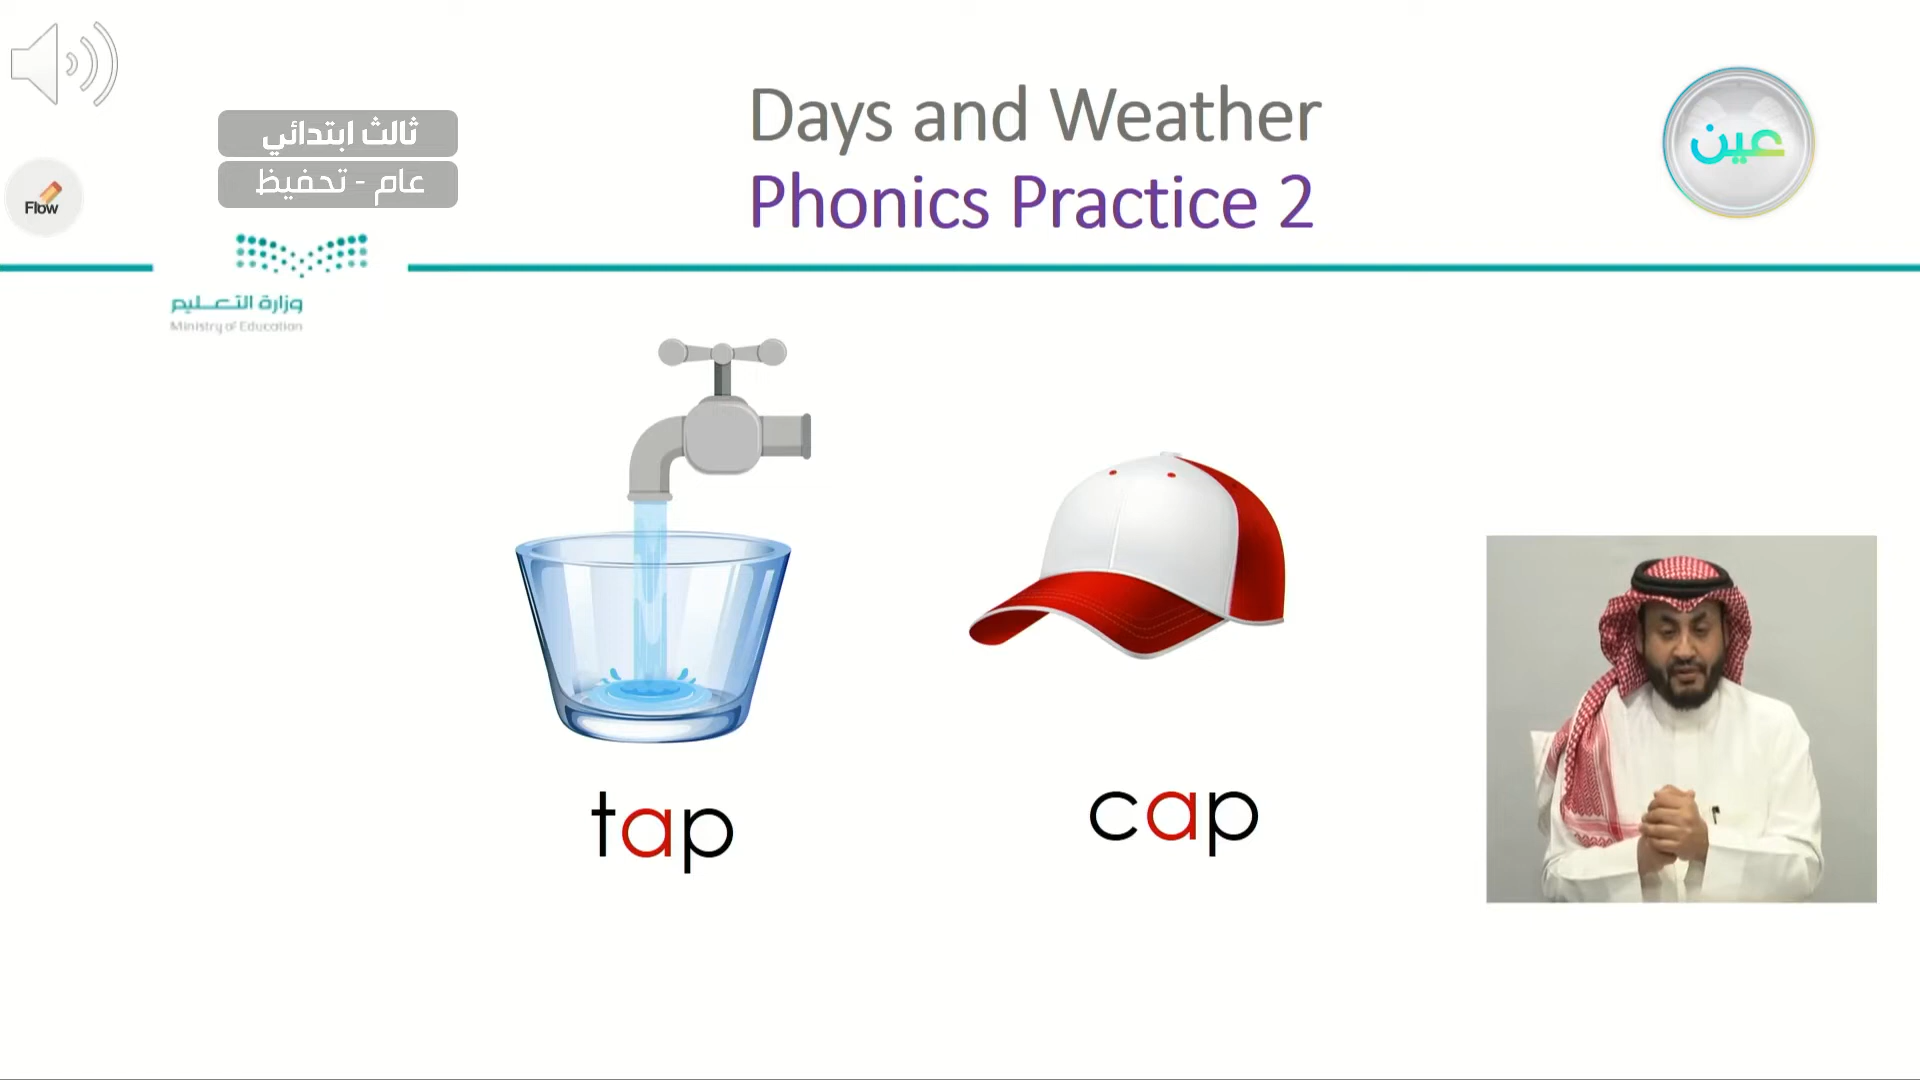 Days and Weather
Phonics Practice 2
ثالث ابتدائي
عام - تحفيظ
عين
Flow
وزارة التعليم
Ministry of Education
tap
cap